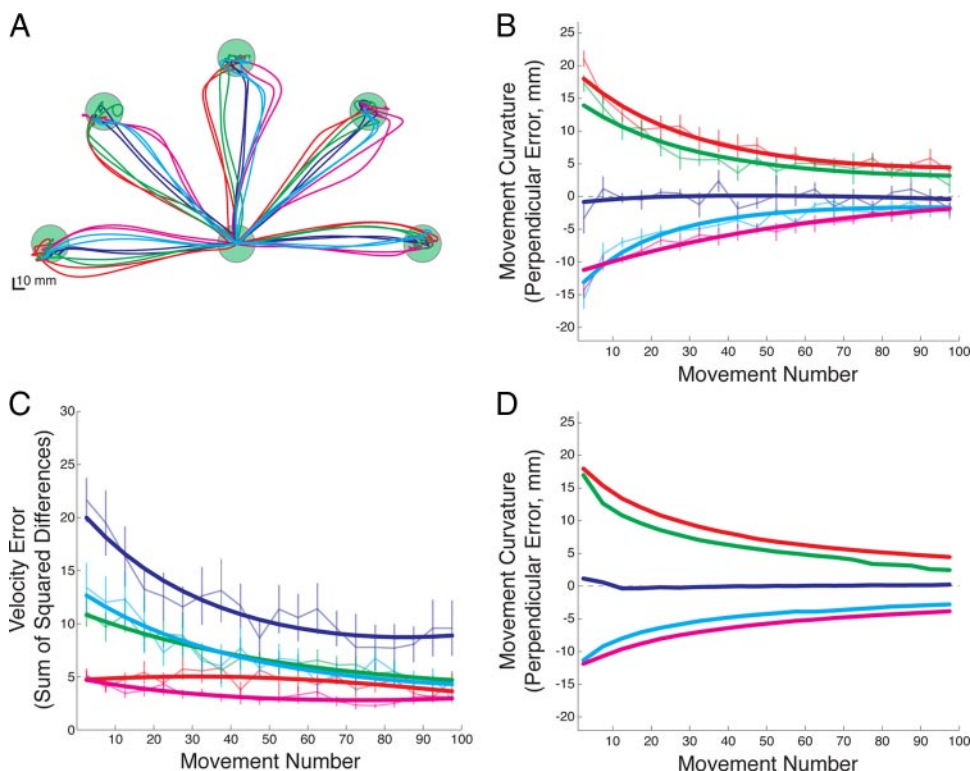 A
10 mm
B
Movement Curvature
(Perpendicular Error, mm)
25
20
15
10
5
0
-5
-10
-15
-20
10 20 30 40 50 60 70 80 90 100
Movement Number
C
Velocity Error
(Sum of Squared Differences)
30
25
20
15
10
5
0
10 20 30 40 50 60 70 80 90 100
Movement Number
D
Movement Curvature
(Perpendicular Error, mm)
25
20
15
10
5
0
-5
-10
-15
-20
10 20 30 40 50 60 70 80 90 100
Movement Number